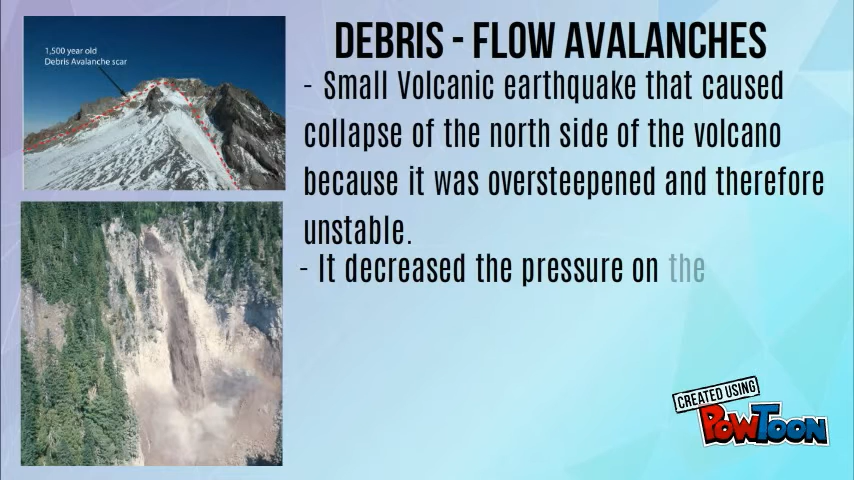 1,500 year old
Debris Avalanche scar
DEBRIS - FLOW AVALANCHES
- Small Volcanic earthquake that caused
collapse of the north side of the volcano
because it was oversteepened and therefore
unstable.
- It decreased the pressure on the
CREATED USING
POWTOON